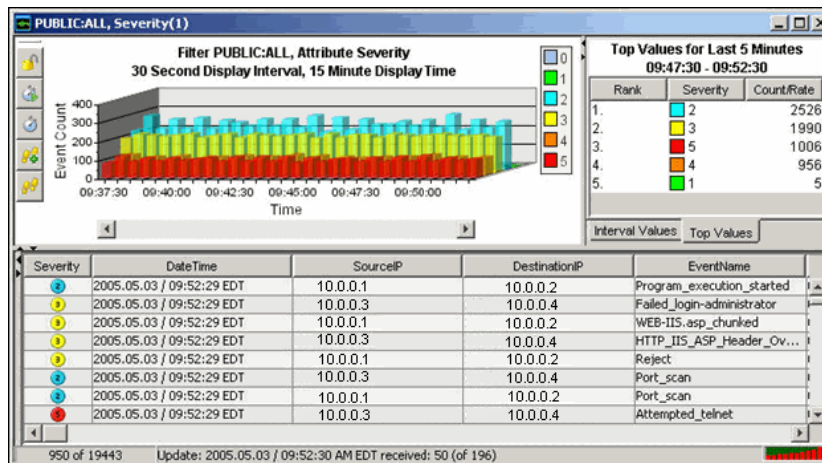 PUBLIC:ALL, Severity(1)
Filter PUBLIC:ALL, Attribute Severity
30 Second Display Interval, 15 Minute Display Time
Event Count
400
300
200
100
0
09:37:30 09:40:00 09:42:30 09:45:00 09:47:30 09:50:00
Time
0
1
2
3
4
5
Top Values for Last 5 Minutes
09:47:30 - 09:52:30
Rank Severity Count/Rate
1. 2 2526
2. 3 1990
3. 5 1006
4. 4 956
5. 1 5
Interval Values Top Values
Severity DateTime SourceIP DestinationIP EventName
2 2005.05.03 / 09:52:29 EDT 10.0.0.1 10.0.0.2 Program_execution_started
3 2005.05.03 / 09:52:29 EDT 10.0.0.3 10.0.0.4 Failed_login-administrator
3 2005.05.03 / 09:52:29 EDT 10.0.0.1 10.0.0.2 WEB-IIS.asp_chunked
3 2005.05.03 / 09:52:29 EDT 10.0.0.3 10.0.0.4 HTTP_IIS_ASP_Header_Ov...
3 2005.05.03 / 09:52:29 EDT 10.0.0.1 10.0.0.2 Reject
2 2005.05.03 / 09:52:29 EDT 10.0.0.3 10.0.0.4 Port_scan
2 2005.05.03 / 09:52:29 EDT 10.0.0.1 10.0.0.2 Port_scan
5 2005.05.03 / 09:52:29 EDT 10.0.0.3 10.0.0.4 Attempted_telnet
950 of 19443 Update: 2005.05.03 / 09:52:30 AM EDT received: 50 (of 196)